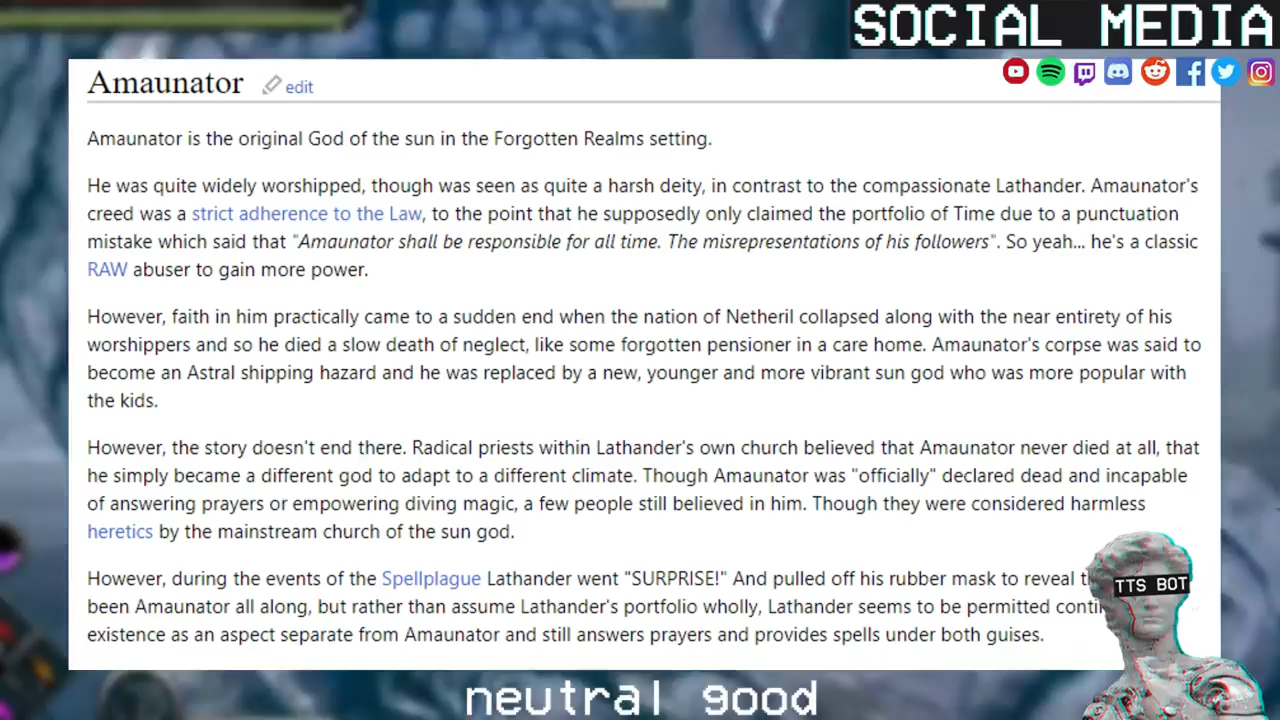 SOCIAL MEDIA
Amaunator edit
Amaunator is the original God of the sun in the Forgotten Realms setting.
He was quite widely worshipped, though was seen as quite a harsh deity, in contrast to the compassionate Lathander. Amaunator's
creed was a strict adherence to the Law, to the point that he supposedly only claimed the portfolio of Time due to a punctuation
mistake which said that "Amaunator shall be responsible for all time. The misrepresentations of his followers". So yeah... he's a classic
RAW abuser to gain more power.
However, faith in him practically came to a sudden end when the nation of Netheril collapsed along with the near entirety of his
worshippers and so he died a slow death of neglect, like some forgotten pensioner in a care home. Amaunator's corpse was said to
become an Astral shipping hazard and he was replaced by a new, younger and more vibrant sun god who was more popular with
the kids.
However, the story doesn't end there. Radical priests within Lathander's own church believed that Amaunator never died at all, that
he simply became a different god to adapt to a different climate. Though Amaunator was "officially" declared dead and incapable
of answering prayers or empowering diving magic, a few people still believed in him. Though they were considered harmless
heretics by the mainstream church of the sun god.
However, during the events of the Spellplague Lathander went "SURPRISE!" And pulled off his rubber mask to reveal
been Amaunator all along, but rather than assume Lathander's portfolio wholly, Lathander seems to be permitted
existence as an aspect separate from Amaunator and still answers prayers and provides spells under both guises.
TTS BOT
neutral good